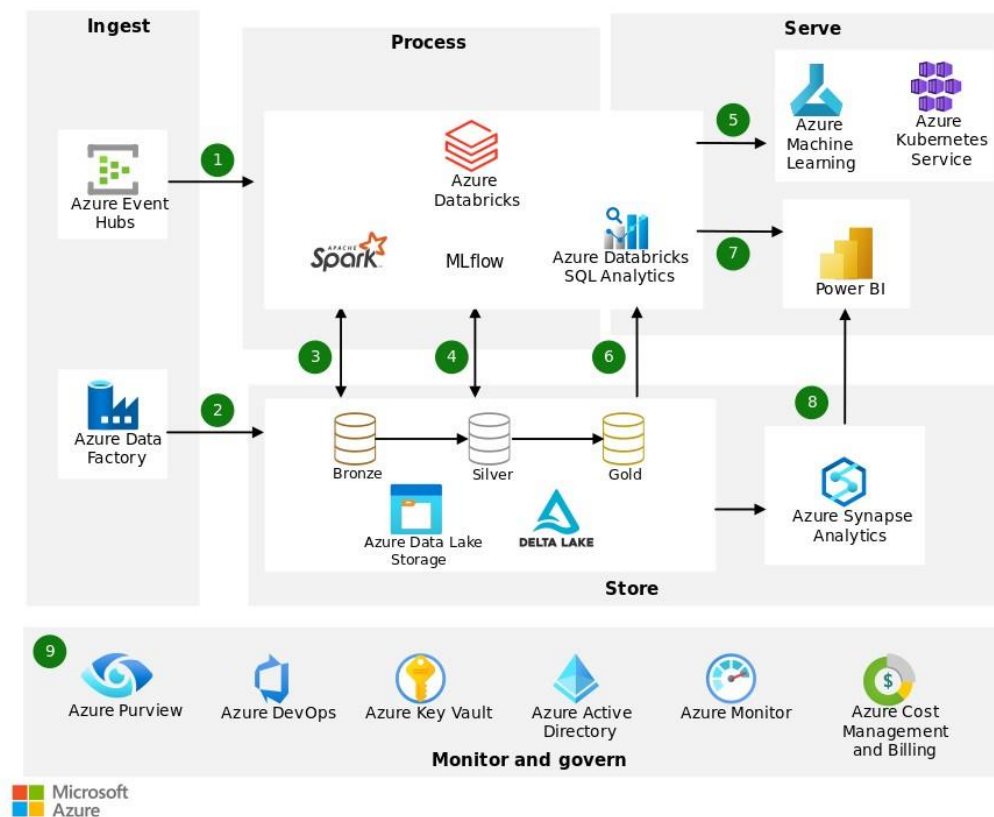 Ingest
Process
Serve
Azure Event
Hubs
1
Azure
Databricks
APACHE
Spark
MLflow
Azure Databricks
SQL Analytics
5
Azure
Machine
Learning
Azure
Kubernetes
Service
7
Power BI
3
4
6
8
Azure Data
Factory
2
Bronze
Silver
Gold
Azure Data Lake
Storage
DELTA LAKE
Azure Synapse
Analytics
Store
9
Azure Purview
Azure DevOps
Azure Key Vault
Azure Active
Directory
Azure Monitor
$
Azure Cost
Management
and Billing
Monitor and govern
Microsoft
Azure